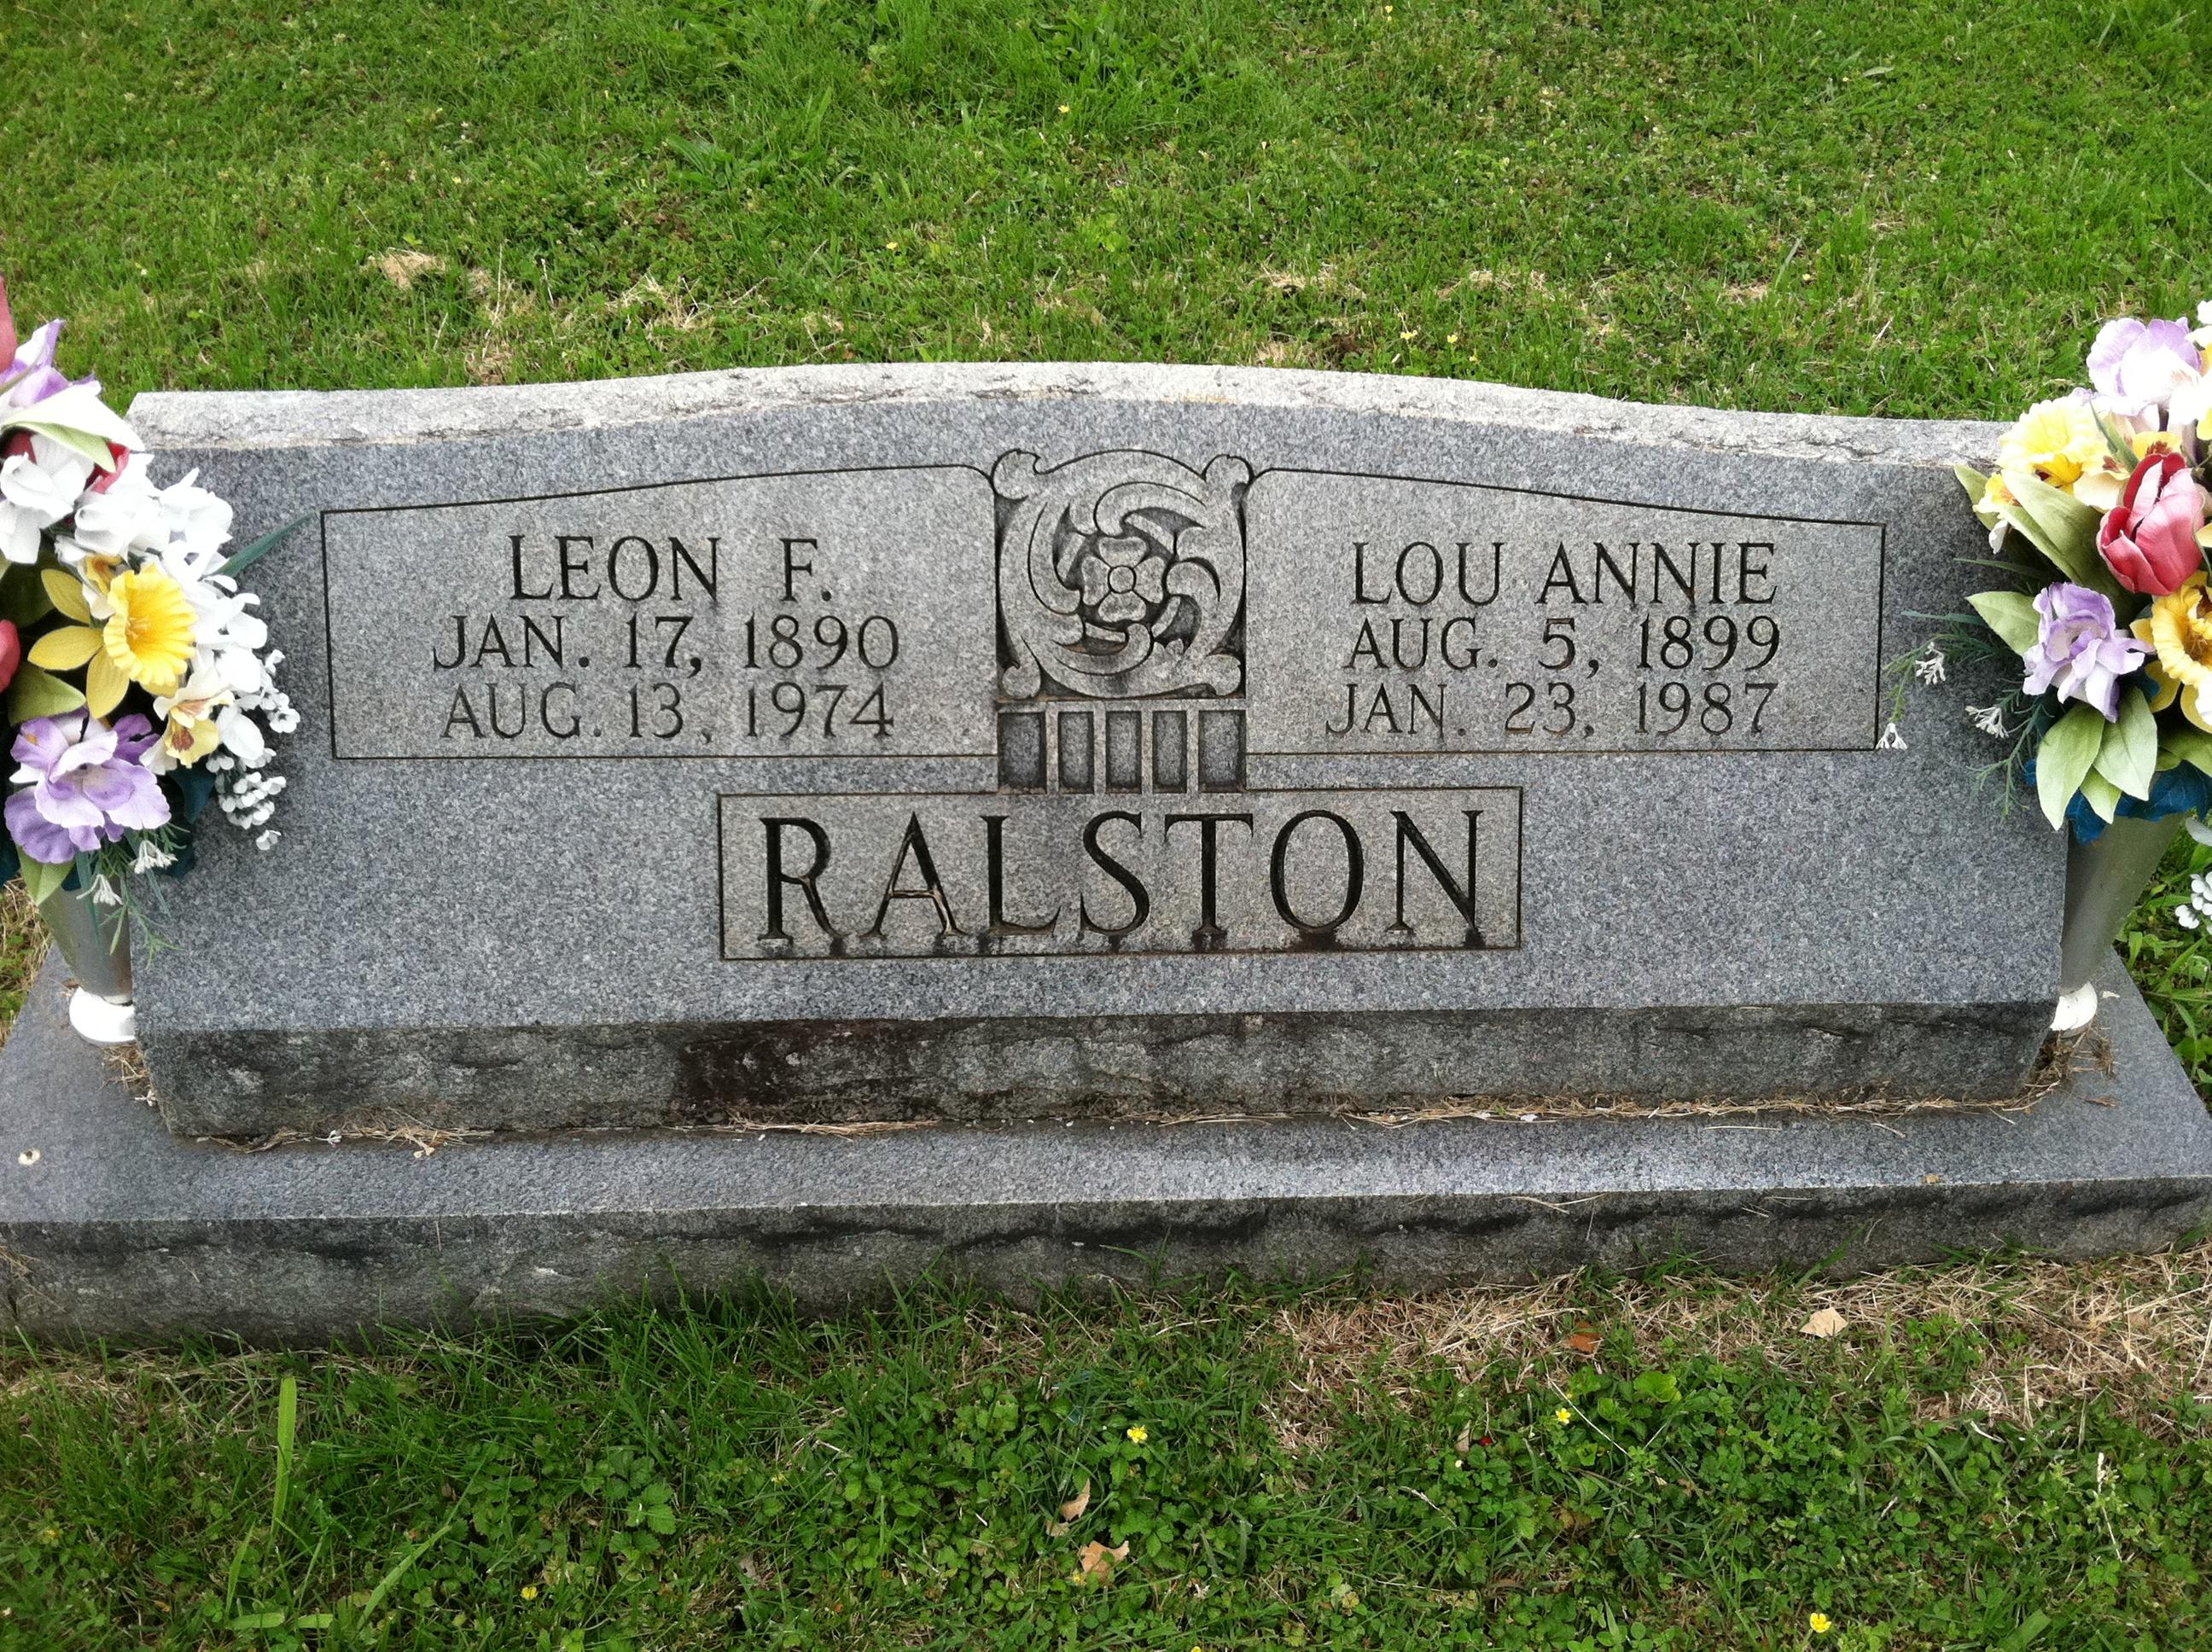 LEON F.
JAN. 17, 1890
AUG. 13, 1974
LOU ANNIE
AUG. 5, 1899
JAN. 23, 1987
RALSTON